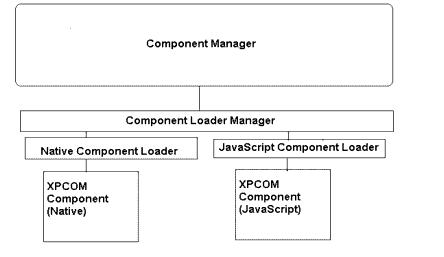 Component Manager
Component Loader Manager
Native Component Loader
JavaScript Component Loader
XPCOM
Component
(Native)
XPCOM
Component
(JavaScript)